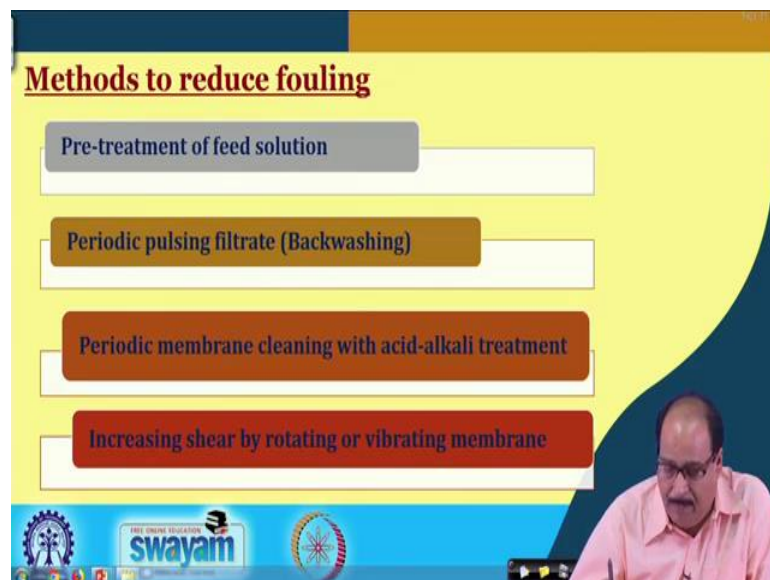 Methods to reduce fouling
Pre-treatment of feed solution
Periodic pulsing filtrate (Backwashing)
Periodic membrane cleaning with acid-alkali treatment
Increasing shear by rotating or vibrating membrane
FREE ONLINE EDUCATION
swayam